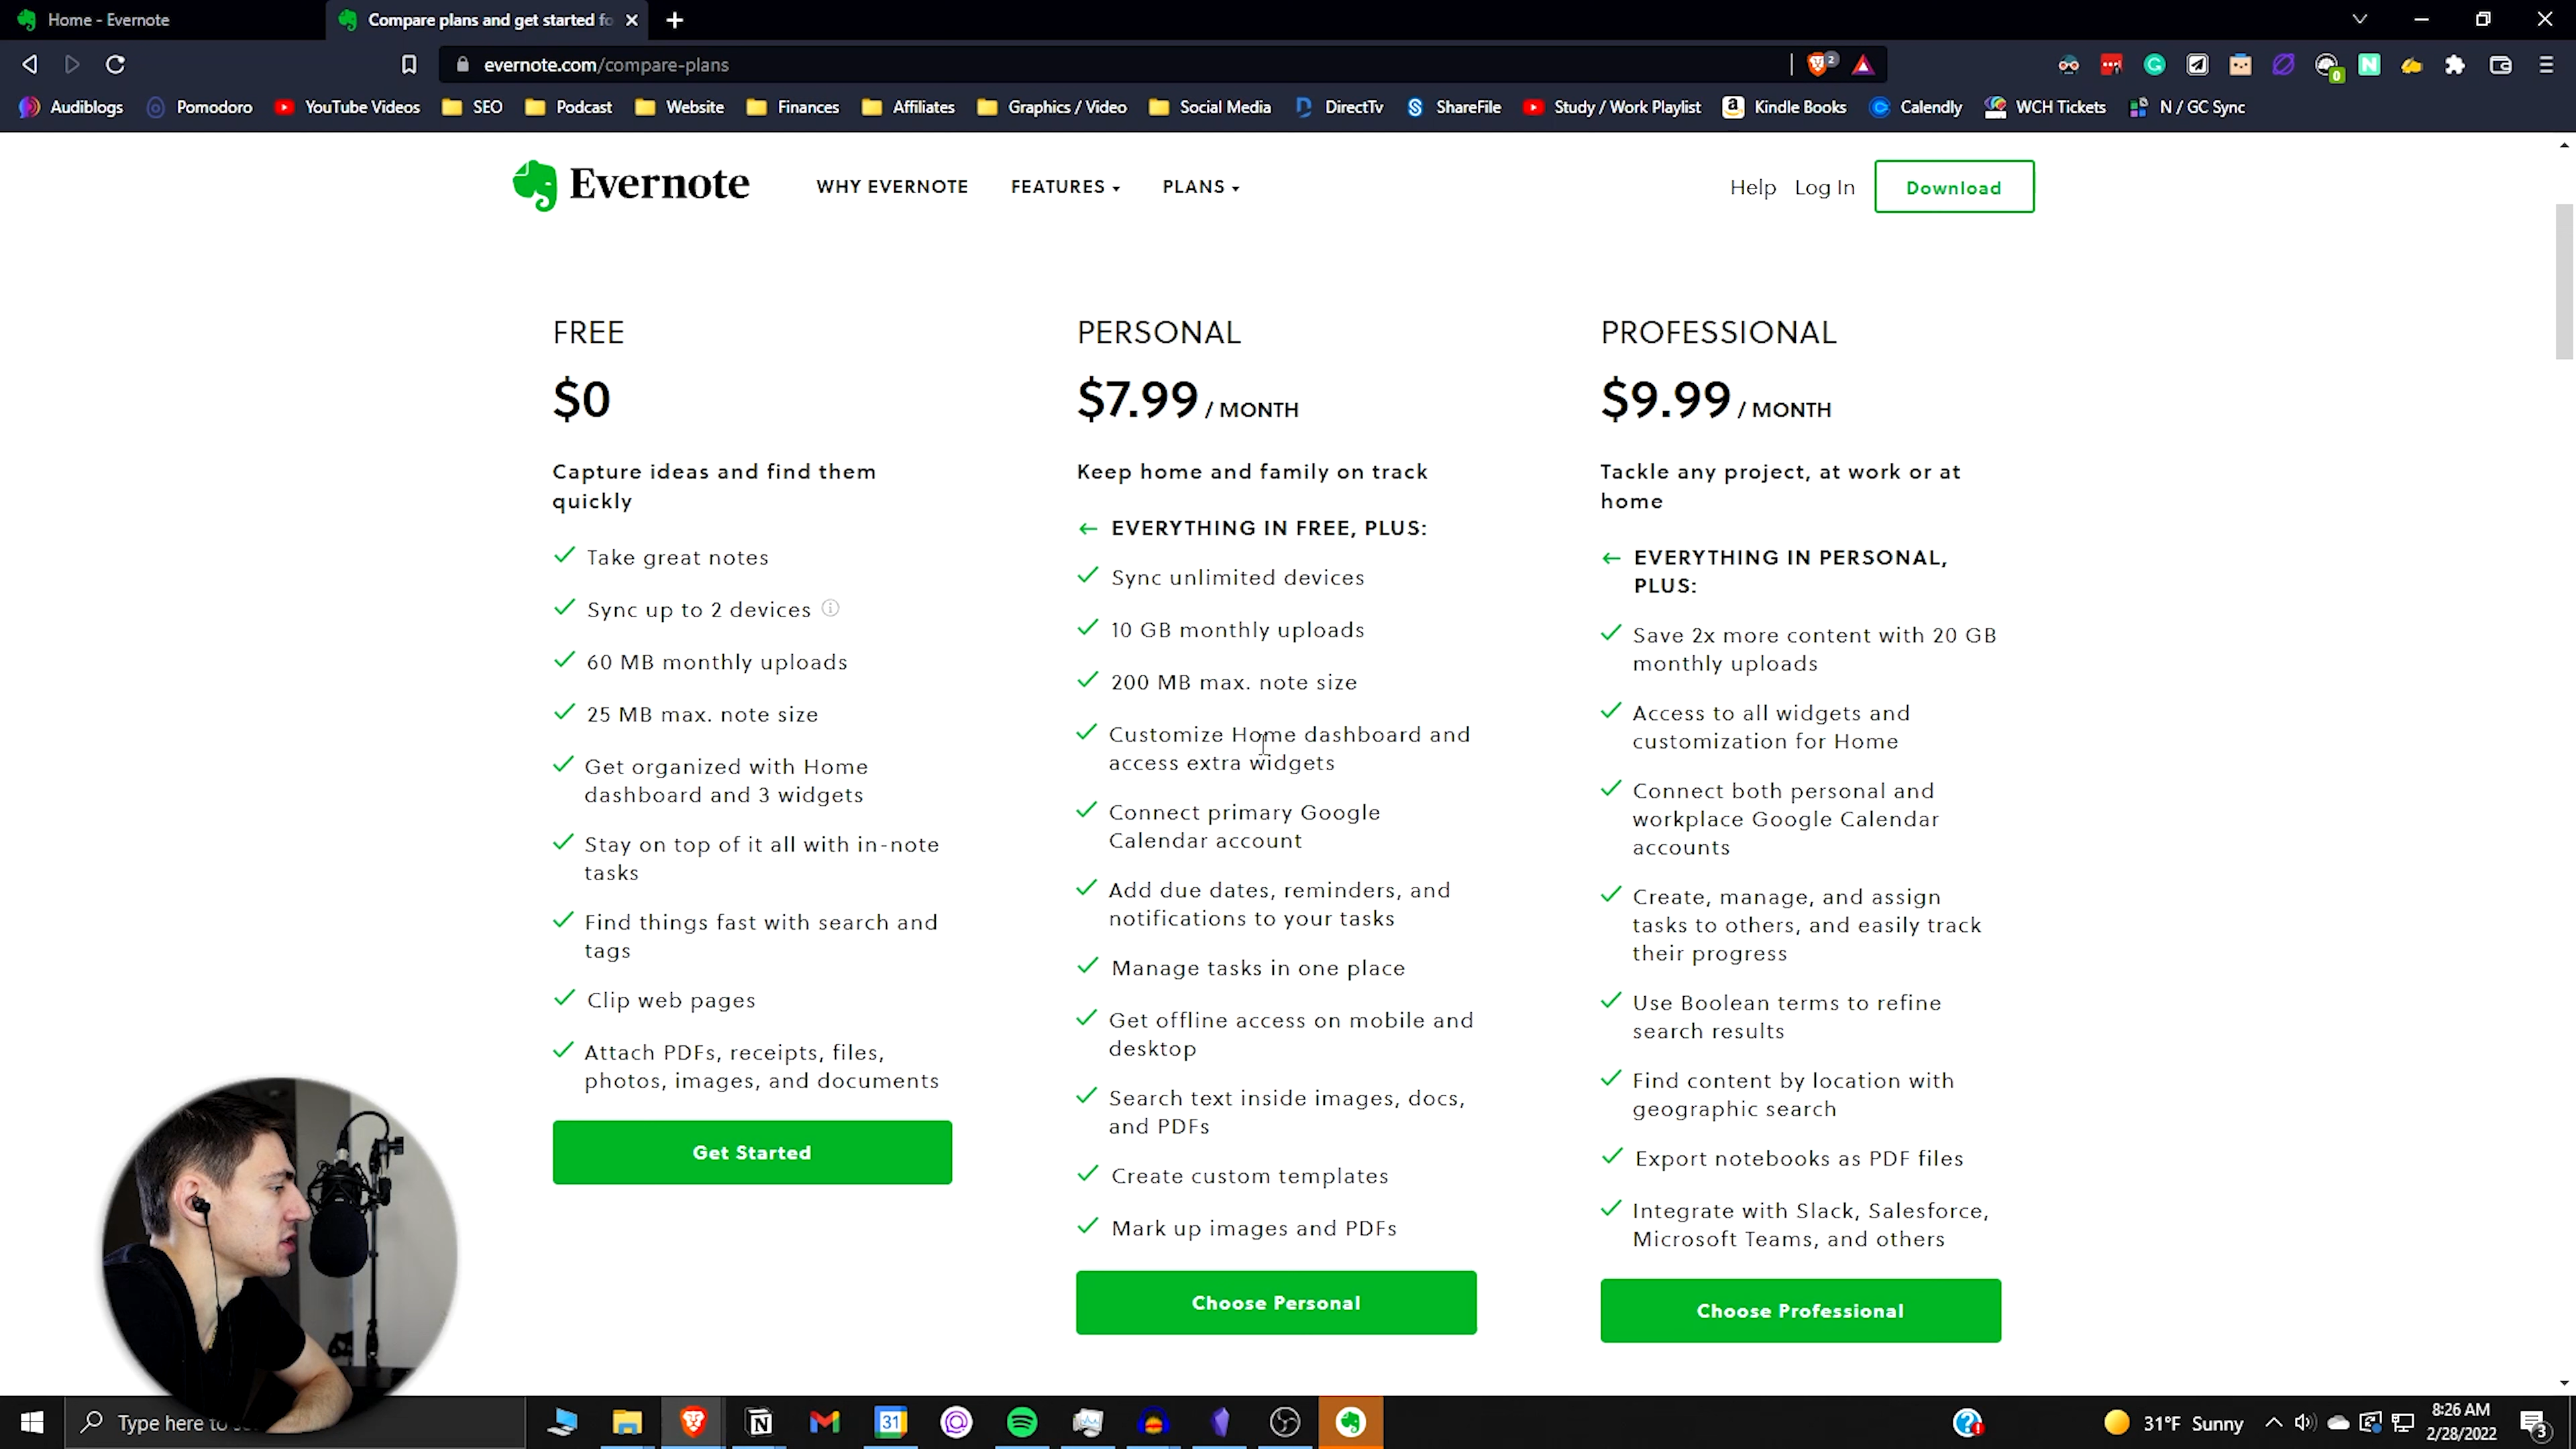 Home - Evernote
Compare plans and get started fo
evernote.com/compare-plans
2
0
Audiblogs
Pomodoro
YouTube Videos
SEO
Podcast
Website
Finances
Affiliates
Graphics / Video
Social Media
DirectTv
ShareFile
Study / Work Playlist
Kindle Books
Calendly
WCH Tickets
N / GC Sync
Evernote
WHY EVERNOTE
FEATURES
PLANS
Help
Log In
Download
FREE
$0
Capture ideas and find them
quickly
Take great notes
Sync up to 2 devices
60 MB monthly uploads
25 MB max. note size
Get organized with Home
dashboard and 3 widgets
Stay on top of it all with in-note
tasks
Find things fast with search and
tags
Clip web pages
Attach PDFs, receipts, files,
photos, images, and documents
Get Started
PERSONAL
$7.99 / MONTH
Keep home and family on track
EVERYTHING IN FREE, PLUS:
Sync unlimited devices
10 GB monthly uploads
200 MB max. note size
Customize Home dashboard and
access extra widgets
Connect primary Google
Calendar account
Add due dates, reminders, and
notifications to your tasks
Manage tasks in one place
Get offline access on mobile and
desktop
Search text inside images, docs,
and PDFs
Create custom templates
Mark up images and PDFs
Choose Personal
PROFESSIONAL
$9.99 / MONTH
Tackle any project, at work or at
home
EVERYTHING IN PERSONAL,
PLUS:
Save 2x more content with 20 GB
monthly uploads
Access to all widgets and
customization for Home
Connect both personal and
workplace Google Calendar
accounts
Create, manage, and assign
tasks to others, and easily track
their progress
Use Boolean terms to refine
search results
Find content by location with
geographic search
Export notebooks as PDF files
Integrate with Slack, Salesforce,
Microsoft Teams, and others
Choose Professional
Type here to
31
31°F Sunny
8:26 AM
2/28/2022
3